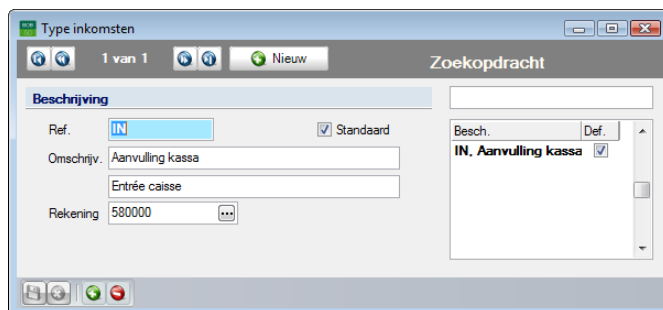 Type inkomsten
1 van 1
Nieuw
Zoekopdracht
Beschrijving
Ref. IN Standaard
Omschrijv. Aanvulling kassa
Entrée caisse
Rekening 580000 ...
Besch. Def.
IN, Aanvulling kassa